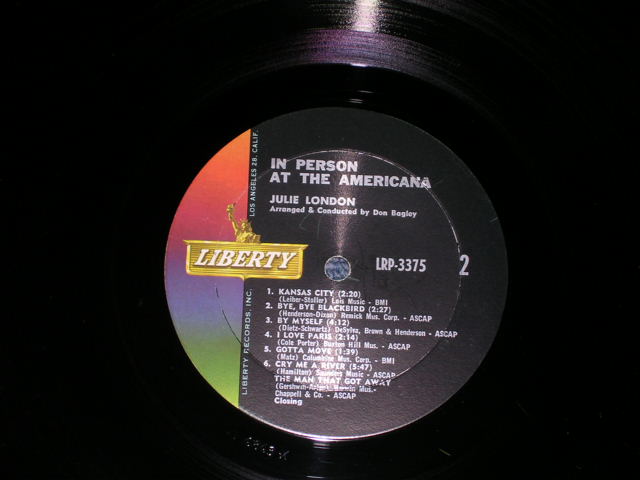 IN PERSON
AT THE AMERICANA
JULIE LONDON
Arranged & Conducted by Don Bagley
LOS ANGELES 28, CALIF.
LIBERTY
LRP-3375
2
LIBERTY RECORDS, INC.
1. KANSAS CITY (2:20)
(Leiber-Stoller) Lois Music - BMI
2. BYE, BYE BLACKBIRD (2:27)
(Henderson-Dixon) Remick Mus. Corp. - ASCAP
3. BY MYSELF (4:12)
(Dietz-Schwartz) DeSylva, Brown & Henderson - ASCAP
4. I LOVE PARIS (2:14)
(Cole Porter) Buxton Hill Mus. - ASCAP
5. GOTTA MOVE (1:39)
(Matz) Columbine Mus. Corp. - BMI
6. CRY ME A RIVER (5:47)
(Hamilton) Saunders Music - ASCAP
THE MAN THAT GOT AWAY
(Gershwin-Arlen) Harwin Mus.-
Chappell & Co. - ASCAP
Closing